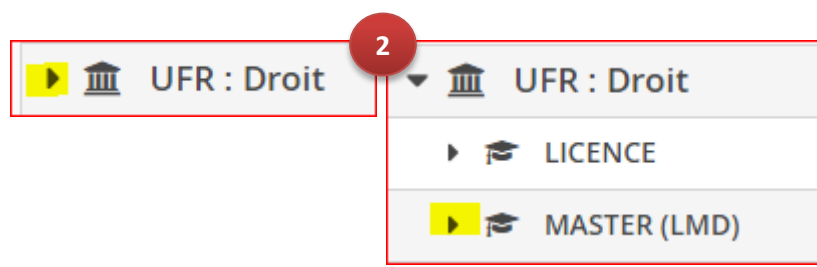 2
UFR : Droit
UFR : Droit
LICENCE
MASTER (LMD)